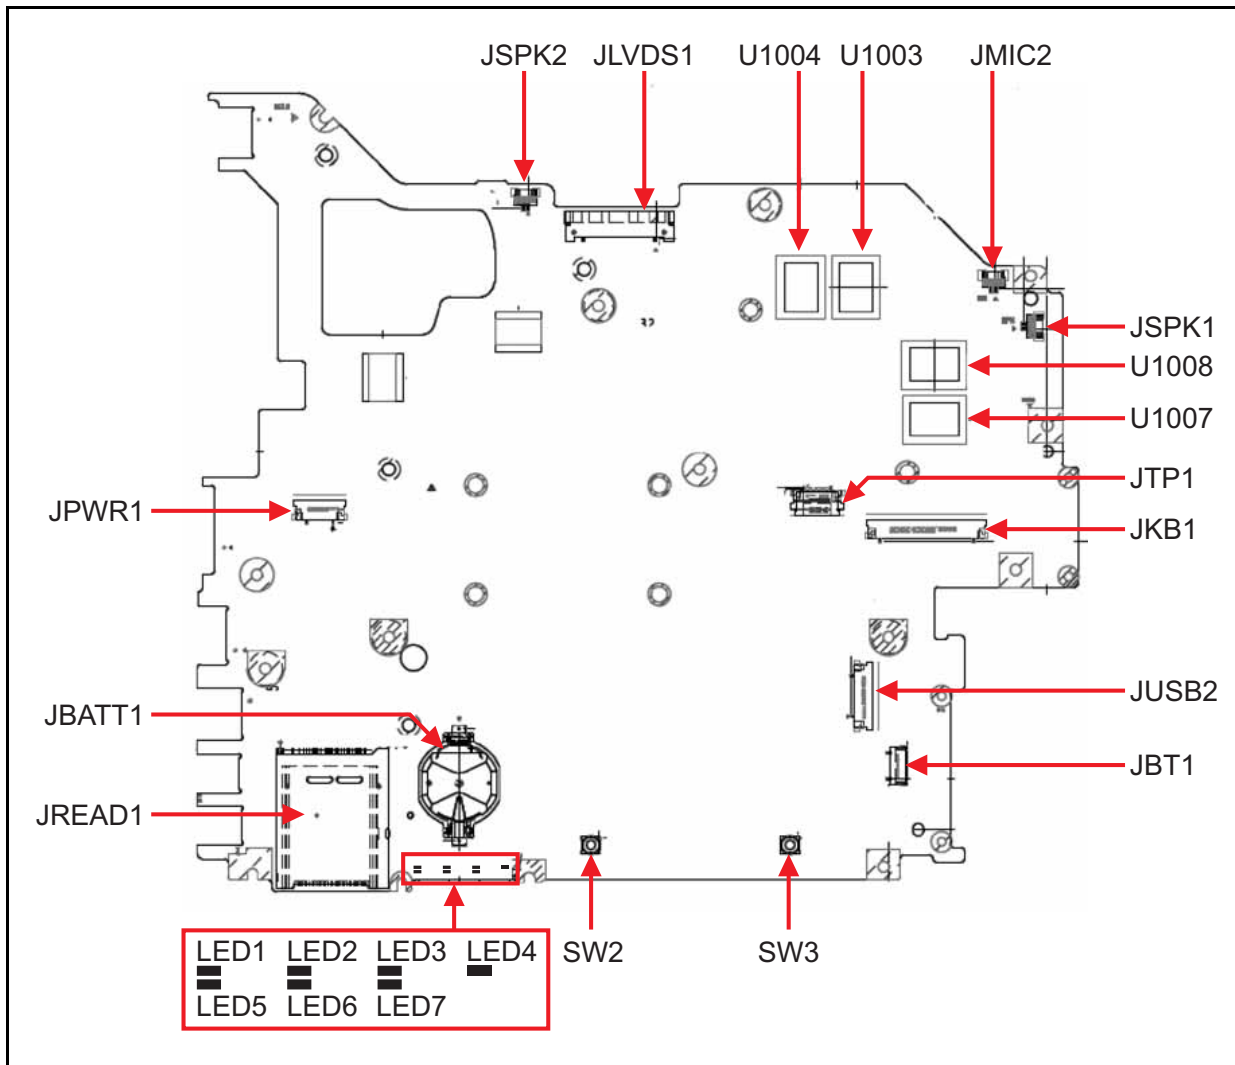 JSPK2 JLVDS1 U1004 U1003 JMIC2
JSPK1
U1008
U1007
JTP1
JPWR1
JKB1
JUSB2
JBATT1
JBT1
JREAD1
LED1 LED2 LED3 LED4
SW2 SW3
LED5 LED6 LED7